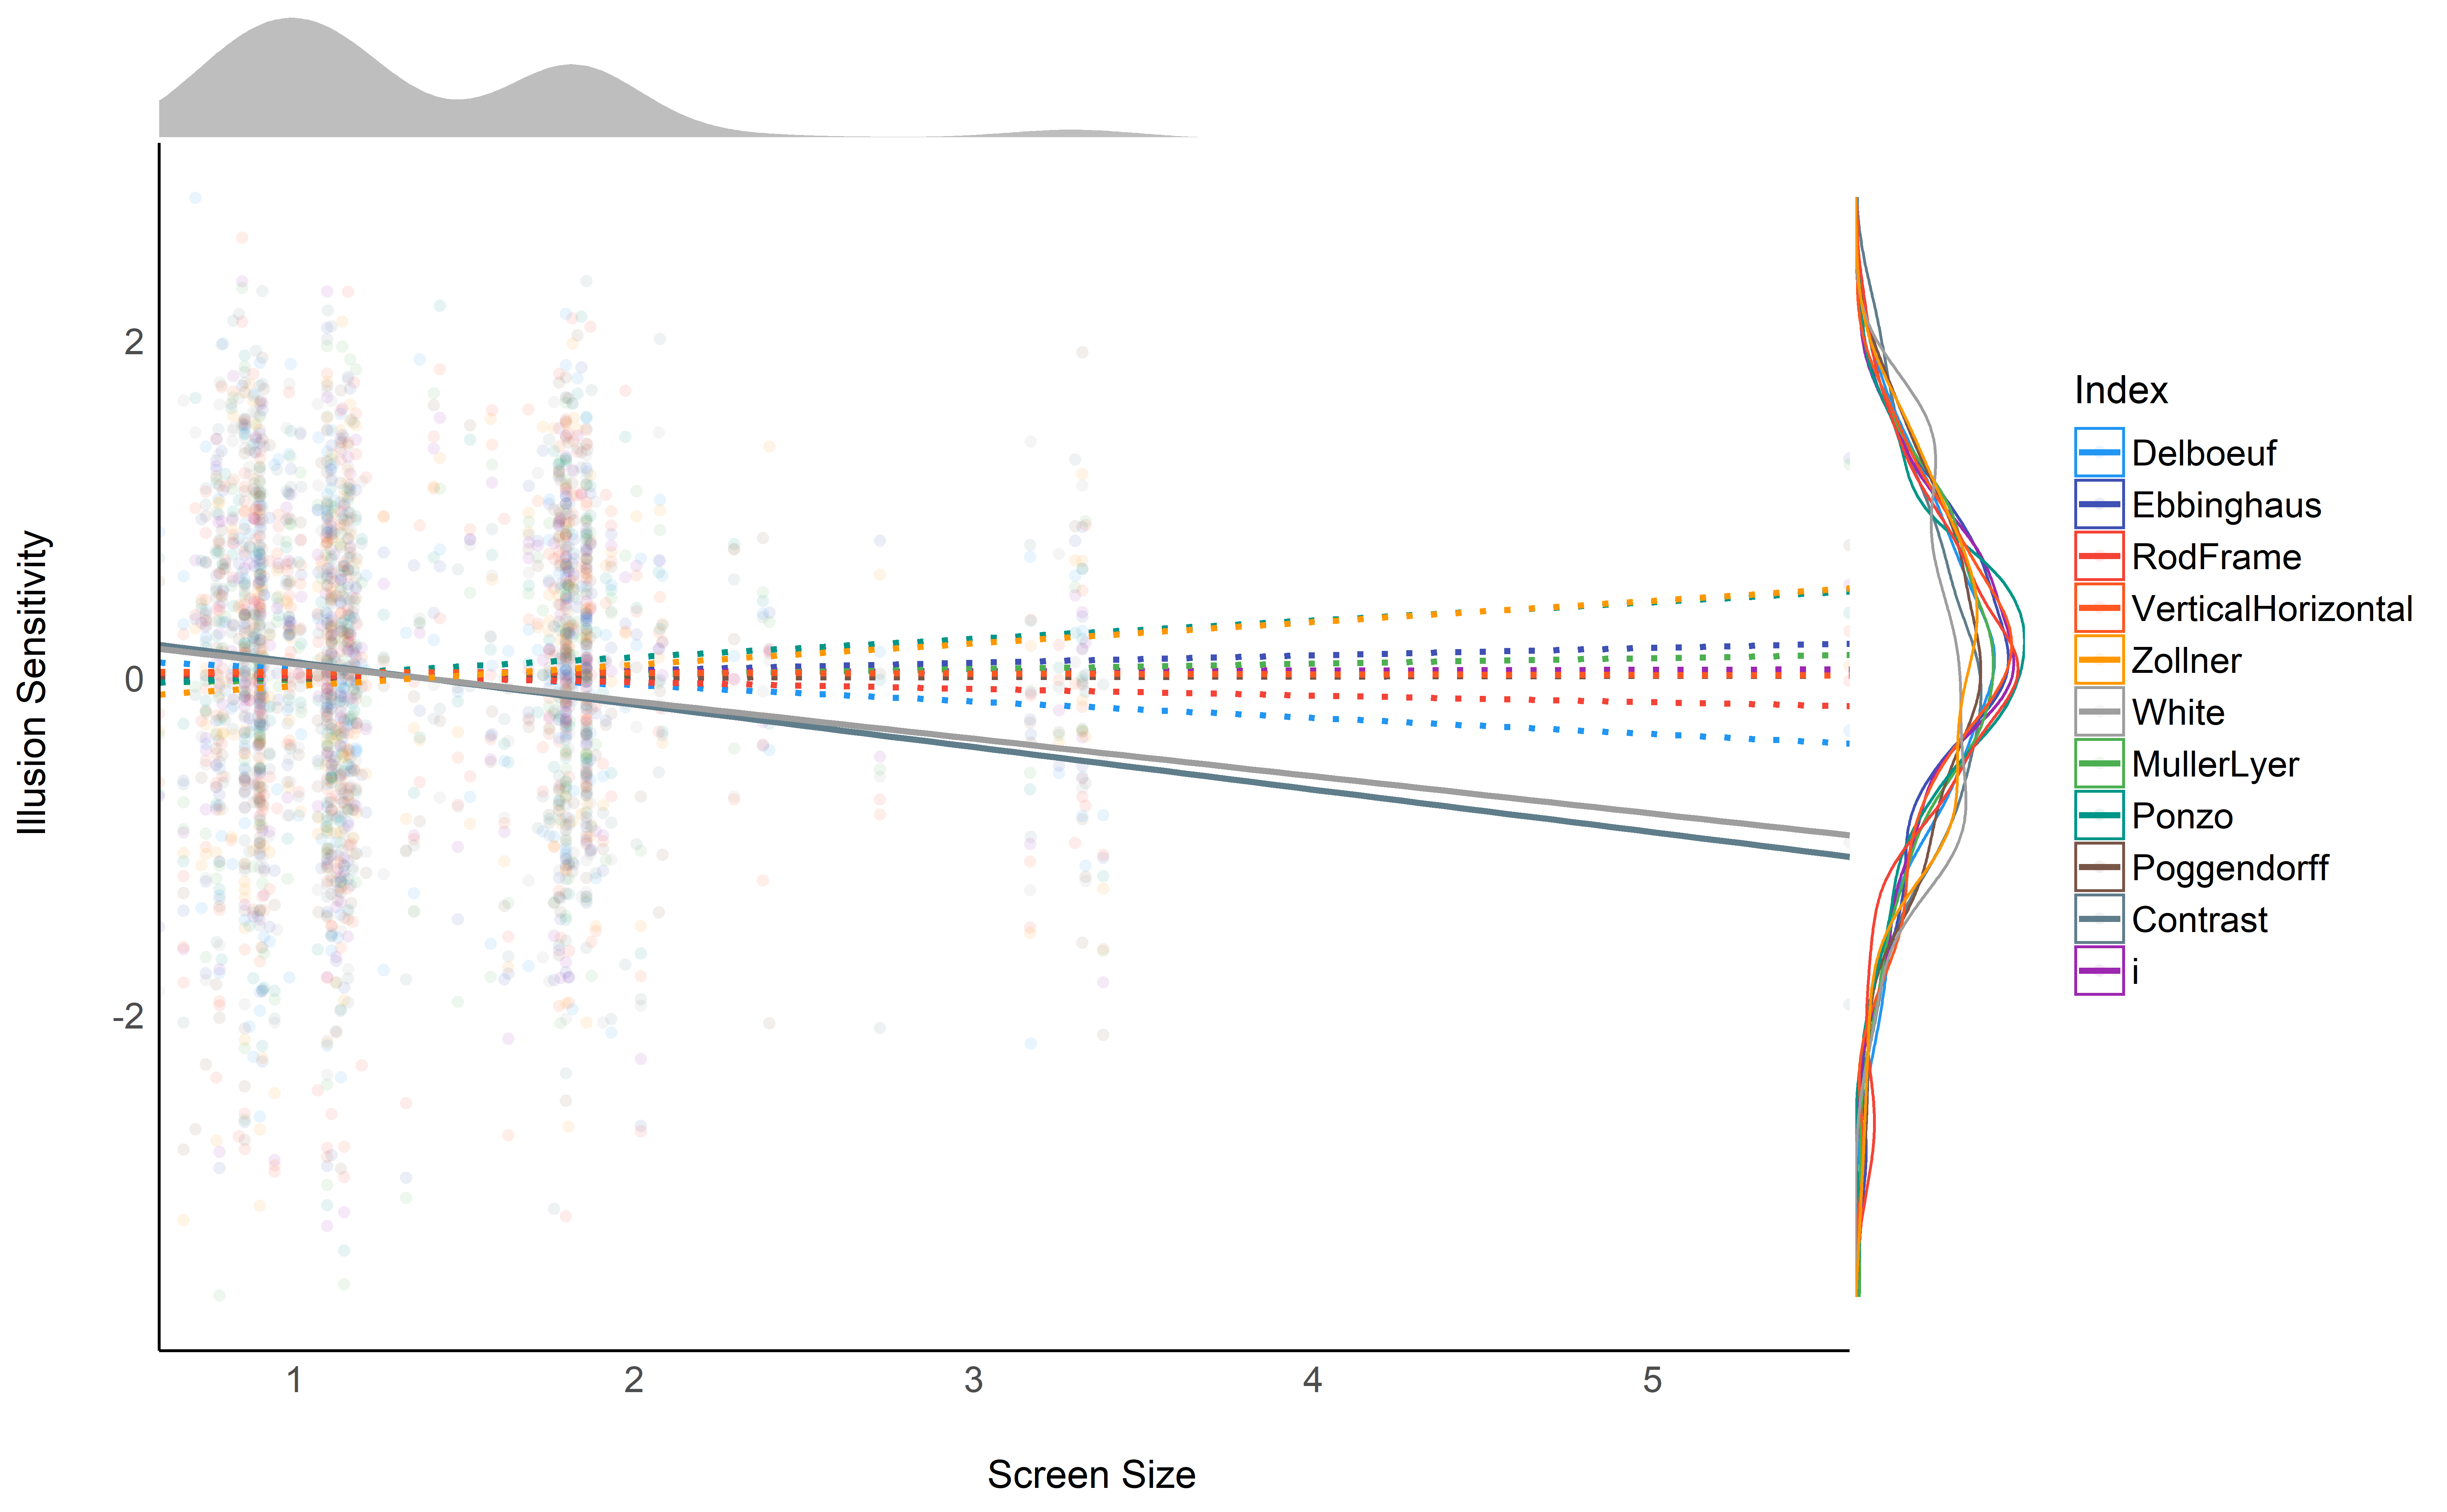 Illusion Sensitivity
2
0
-2
1
2
3
4
5
Screen Size
Index
Delboeuf
Ebbinghaus
RodFrame
VerticalHorizontal
Zollner
White
MullerLyer
Ponzo
Poggendorff
Contrast
i